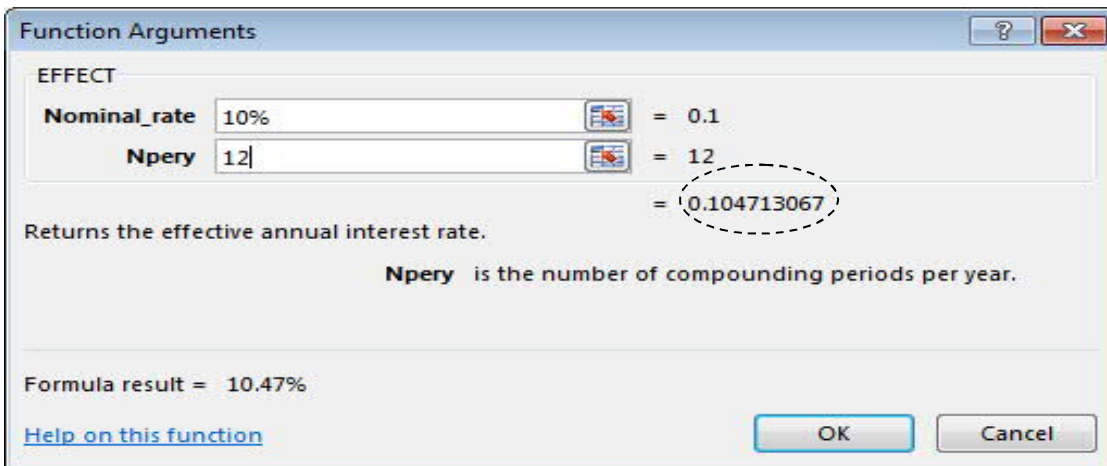 Function Arguments
EFFECT
Nominal_rate 10% = 0.1
Npery 12 = 12
= 0.104713067
Returns the effective annual interest rate.
Npery is the number of compounding periods per year.
Formula result = 10.47%
Help on this function OK Cancel